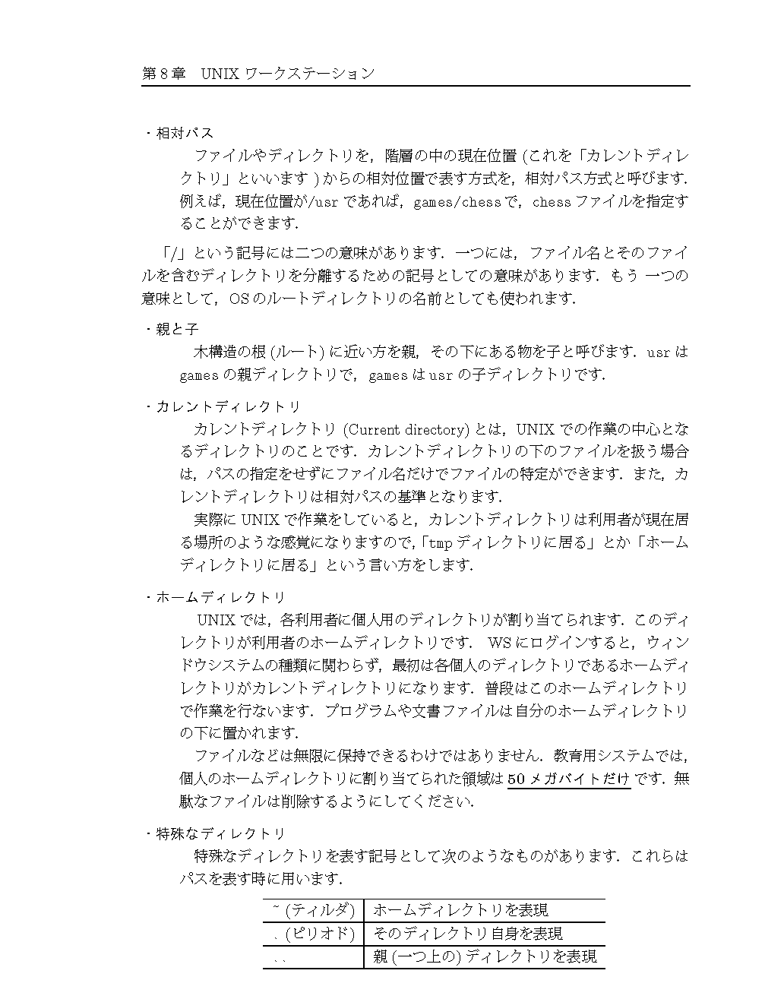 第8章　UNIX ワークステーション
・相対パス
ファイルやディレクトリを，階層の中の現在位置 (これを「カレントディレ
クトリ」といいます )からの相対位置で表す方式を，相対パス方式と呼びます．
例えば，現在位置が/usr であれば，games/chessで，chessファイルを指定す
ることができます．
「/」という記号には二つの意味があります．一つには，ファイル名とそのファイ
ルを含むディレクトリを分離するための記号としての意味があります．もう 一つの
意味として，OSのルートディレクトリの名前としても使われます．
・親と子
木構造の根 (ルート) に近い方を親，その下にある物を子と呼びます．usr は
games の親ディレクトリで，games は usr の子ディレクトリです．
・カレントディレクトリ
カレントディレクトリ (Current directory) とは，UNIX での作業の中心とな
るディレクトリのことです．カレントディレクトリの下のファイルを扱う場合
は，パスの指定をせずにファイル名だけでファイルの特定ができます．また，カ
レントディレクトリは相対パスの基準となります．
実際に UNIX で作業をしていると，カレントディレクトリは利用者が現在居
る場所のような感覚になりますので，「tmpディレクトリに居る」とか「ホーム
ディレクトリに居る」という言い方をします．
・ホームディレクトリ
UNIX では，各利用者に個人用のディレクトリが割り当てられます．このディ
レクトリが利用者のホームディレクトリです． WS にログインすると，ウィン
ドウシステムの種類に関わらず，最初は各個人のディレクトリであるホームディ
レクトリがカレントディレクトリになります．普段はこのホームディレクトリ
で作業を行ないます．プログラムや文書ファイルは自分のホームディレクトリ
の下に置かれます．
ファイルなどは無限に保持できるわけではありません．教育用システムでは，
個人のホームディレクトリに割り当てられた領域は 50 メガバイトだけ です．無
駄なファイルは削除するようにしてください．
・特殊なディレクトリ
特殊なディレクトリを表す記号として次のようなものがあります．これらは
パスを表す時に用います．
~ (ティルダ) ホームディレクトリを表現
. (ピリオド) そのディレクトリ自身を表現
.. 親 (一つ上の) ディレクトリを表現